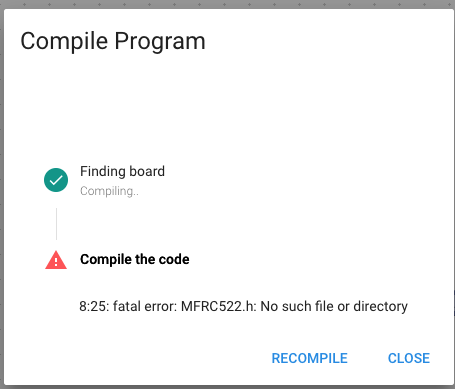 Compile Program
Finding board
Compiling..
Compile the code
8:25: fatal error: MFRC522.h: No such file or directory
RECOMPILE CLOSE